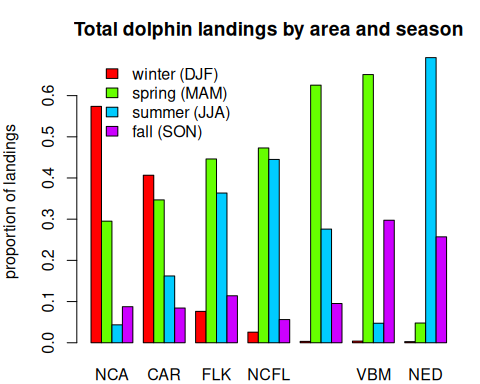 Total dolphin landings by area and season
winter (DJF)
spring (MAM)
summer (JJA)
fall (SON)
proportion of landings
0.0 0.1 0.2 0.3 0.4 0.5 0.6
NCA CAR FLK NCFL VBM NED